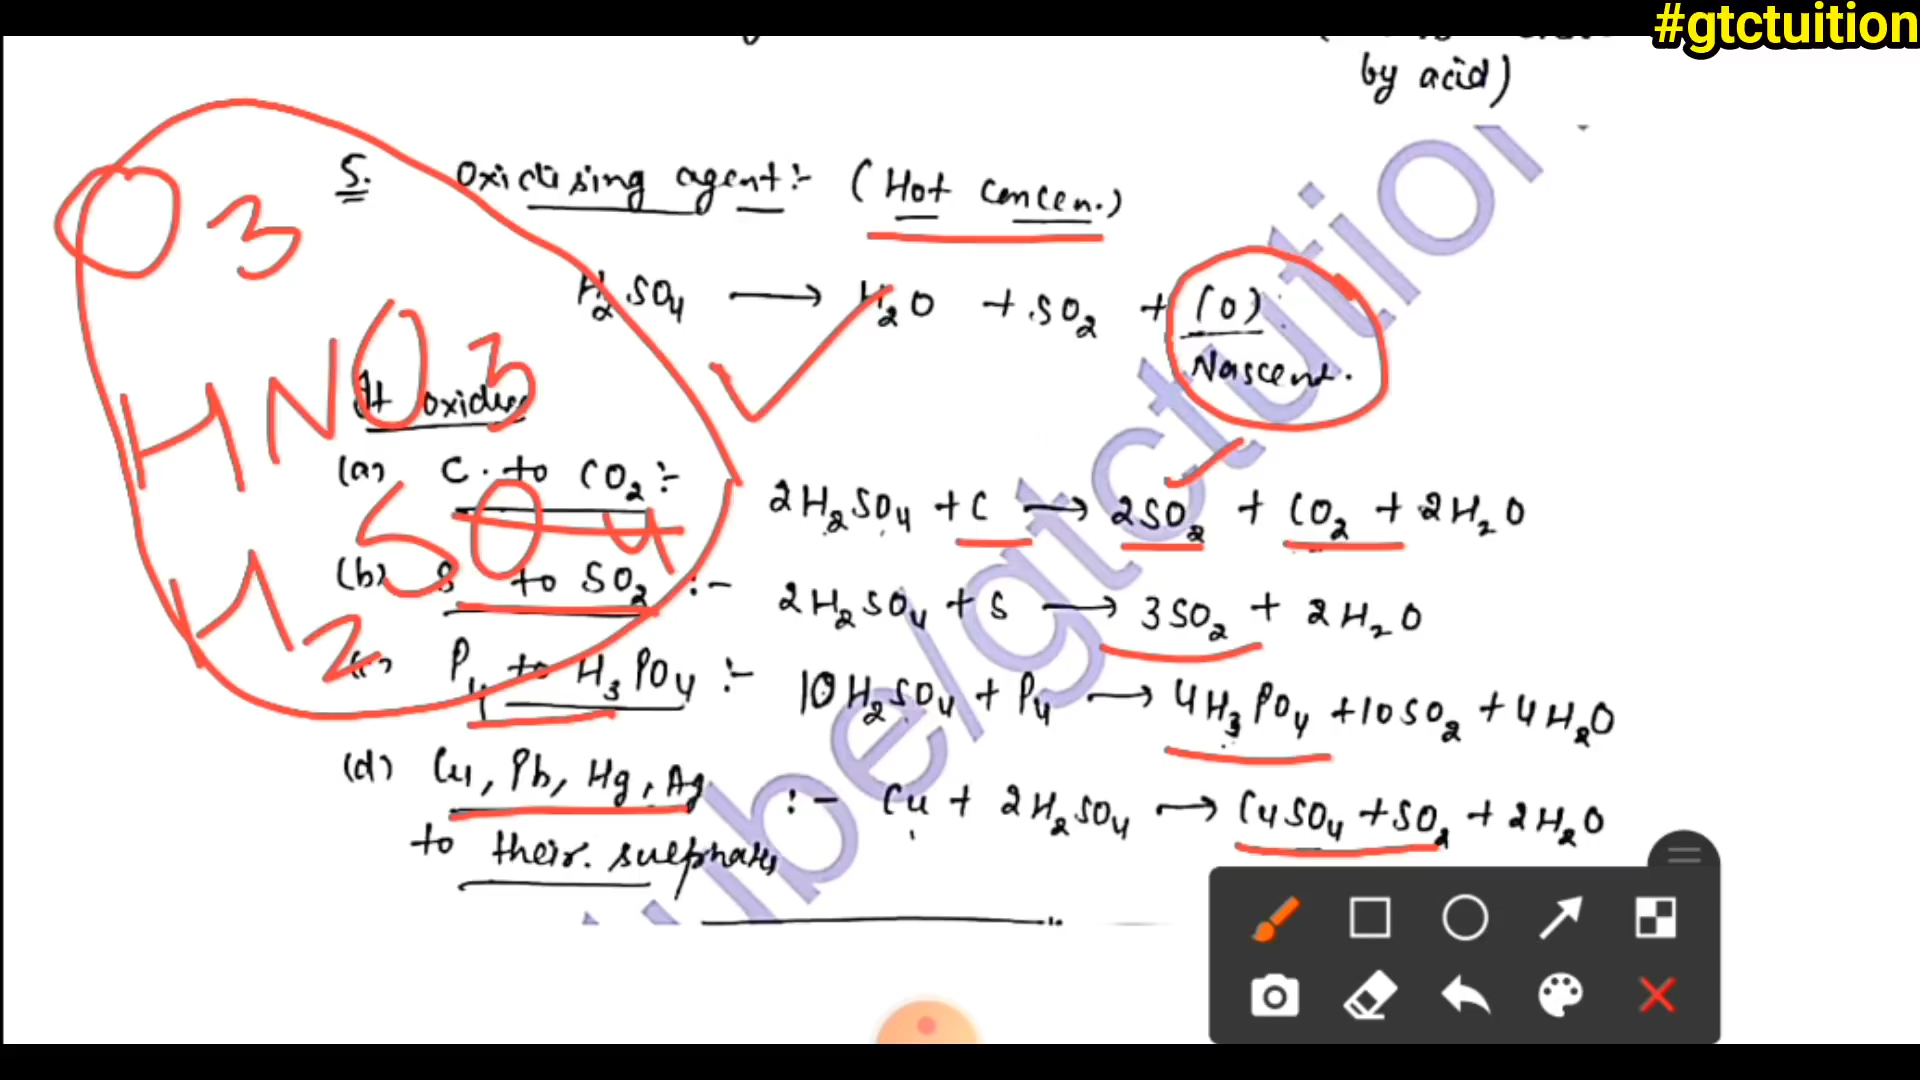 #gtctuition
by acid)
5. Oxidising agent:- (Hot concen.)
H2SO4 → H2O + SO2 + (O)
Nascent.
It oxidises
(a) C to CO2 :- 2H2SO4 + C → 2SO2 + CO2 + 2H2O
(b) S to SO2 :- 2H2SO4 + S → 3SO2 + 2H2O
(c) P4 to H3PO4 :- 10H2SO4 + P4 → 4H3PO4 + 10SO2 + 4H2O
(d) Cu, Pb, Hg, Ag :- Cu + 2H2SO4 → CuSO4 + SO2 + 2H2O
to their sulphates
O3
HNO3
H2SO4
be/gtctuition